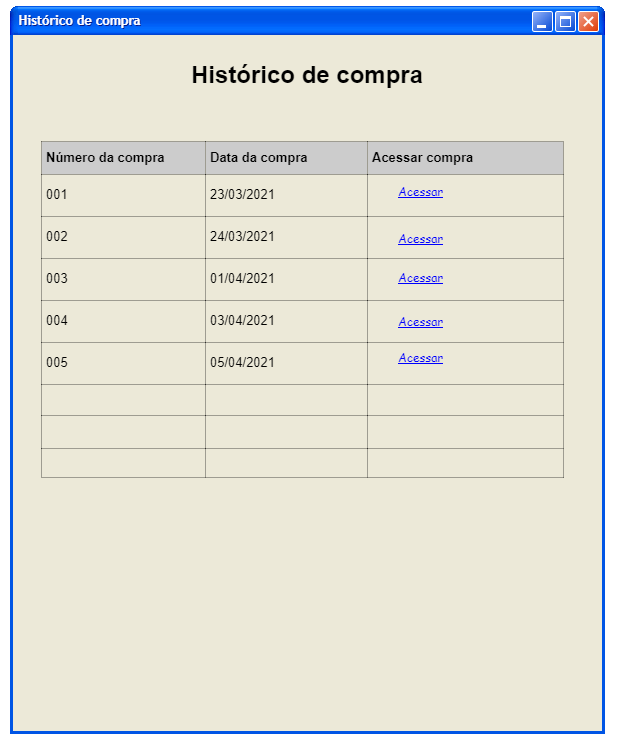 Histórico de compra
Histórico de compra
Número da compra Data da compra Acessar compra
001 23/03/2021 Acessar
002 24/03/2021 Acessar
003 01/04/2021 Acessar
004 03/04/2021 Acessar
005 05/04/2021 Acessar